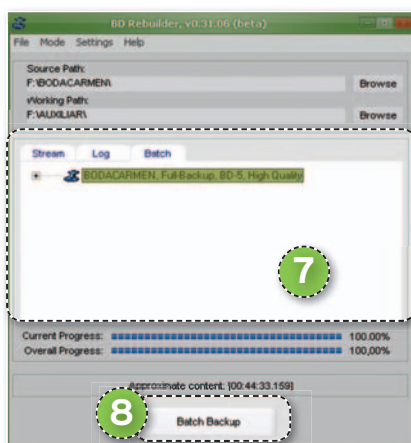 BD Rebuilder, v0.31.06 (beta)
File Mode Settings Help
Source Path:
F:\BODACARMEN\
Browse
Working Path:
F:\AUXILIAR\
Browse
Stream Log Batch
BODACARMEN, Full-Backup, BD-5, High Quality
7
Current Progress: 100.00%
Overall Progress: 100,00%
Approximate content: [00:44:33.159]
8
Batch Backup